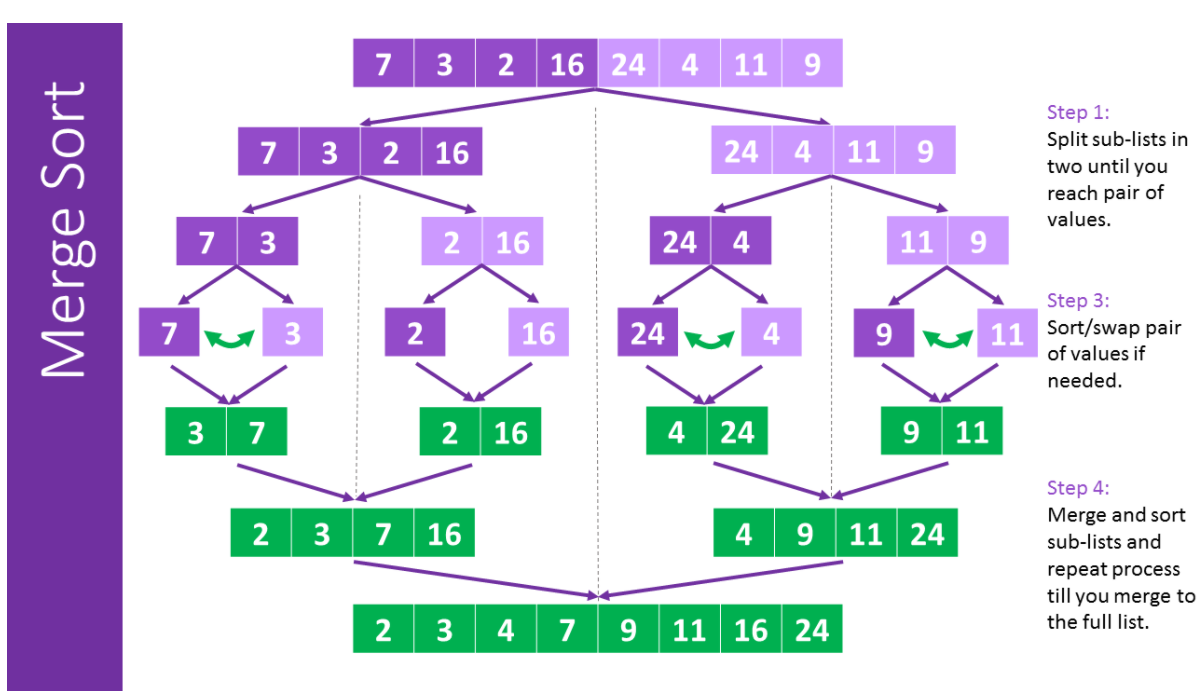 Merge Sort
7 3 2 16 24 4 11 9
Step 1:
Split sub-lists in
two until you
reach pair of
values.
7 3 2 16
24 4 11 9
7 3
2 16
24 4
11 9
Step 3:
Sort/swap pair
of values if
needed.
7
3
2
16
24
4
9
11
3 7
2 16
4 24
9 11
Step 4:
Merge and sort
sub-lists and
repeat process
till you merge to
the full list.
2 3 7 16
4 9 11 24
2 3 4 7 9 11 16 24